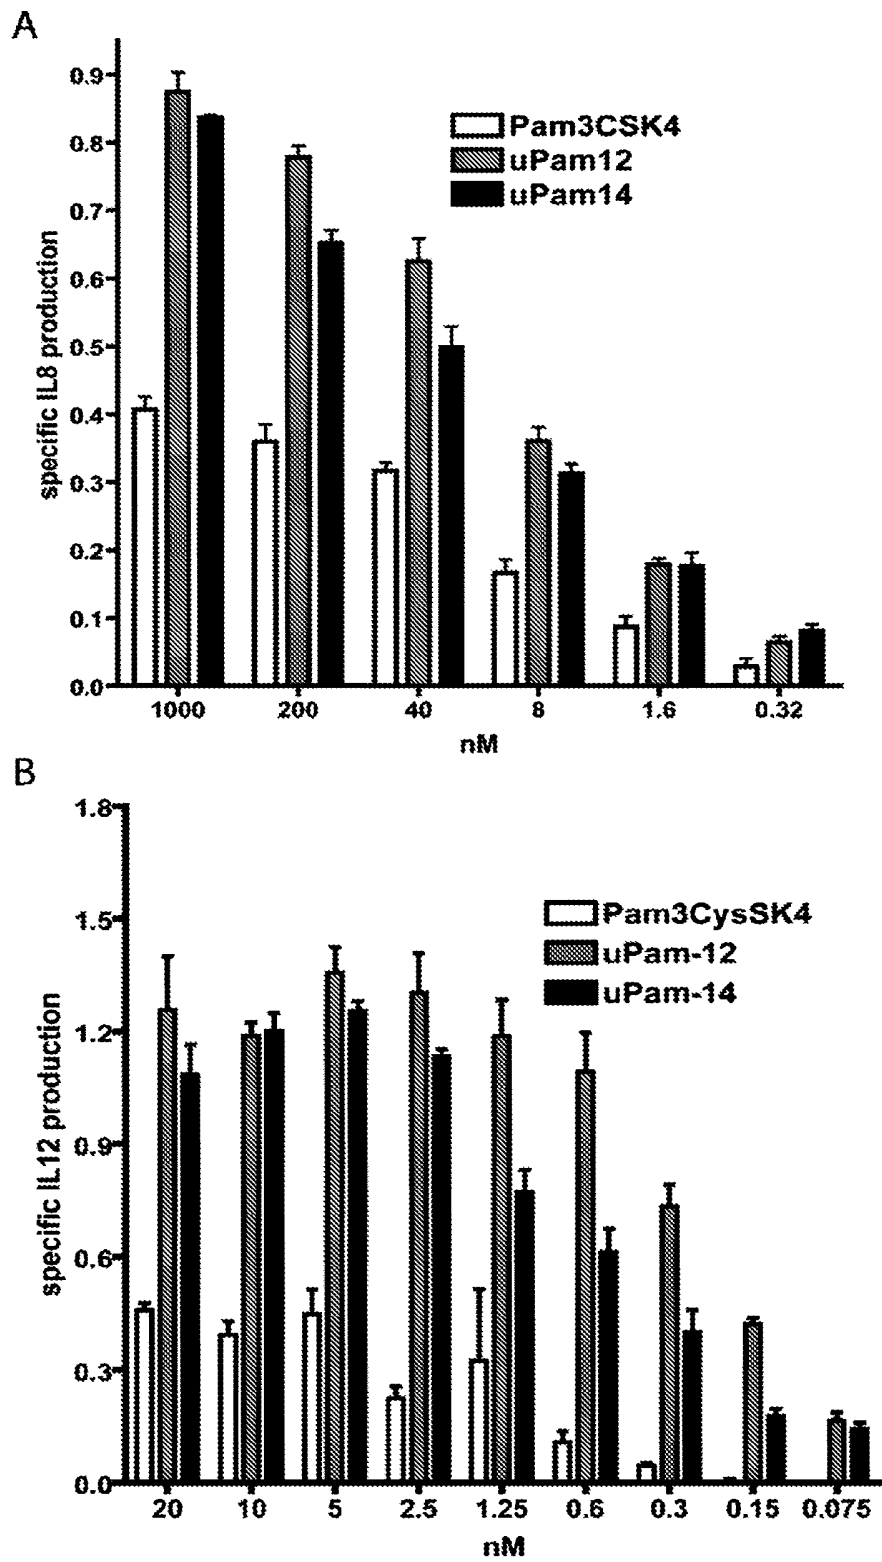 A
specific IL8 production
0.9
0.8
0.7
0.6
0.5
0.4
0.3
0.2
0.1
0.0
Pam3CSK4
uPam12
uPam14
1000 200 40 8 1.6 0.32
nM
B
specific IL12 production
1.8
1.5
1.2
0.9
0.6
0.3
0.0
Pam3CysSK4
uPam-12
uPam-14
20 10 5 2.5 1.25 0.6 0.3 0.15 0.075
nM